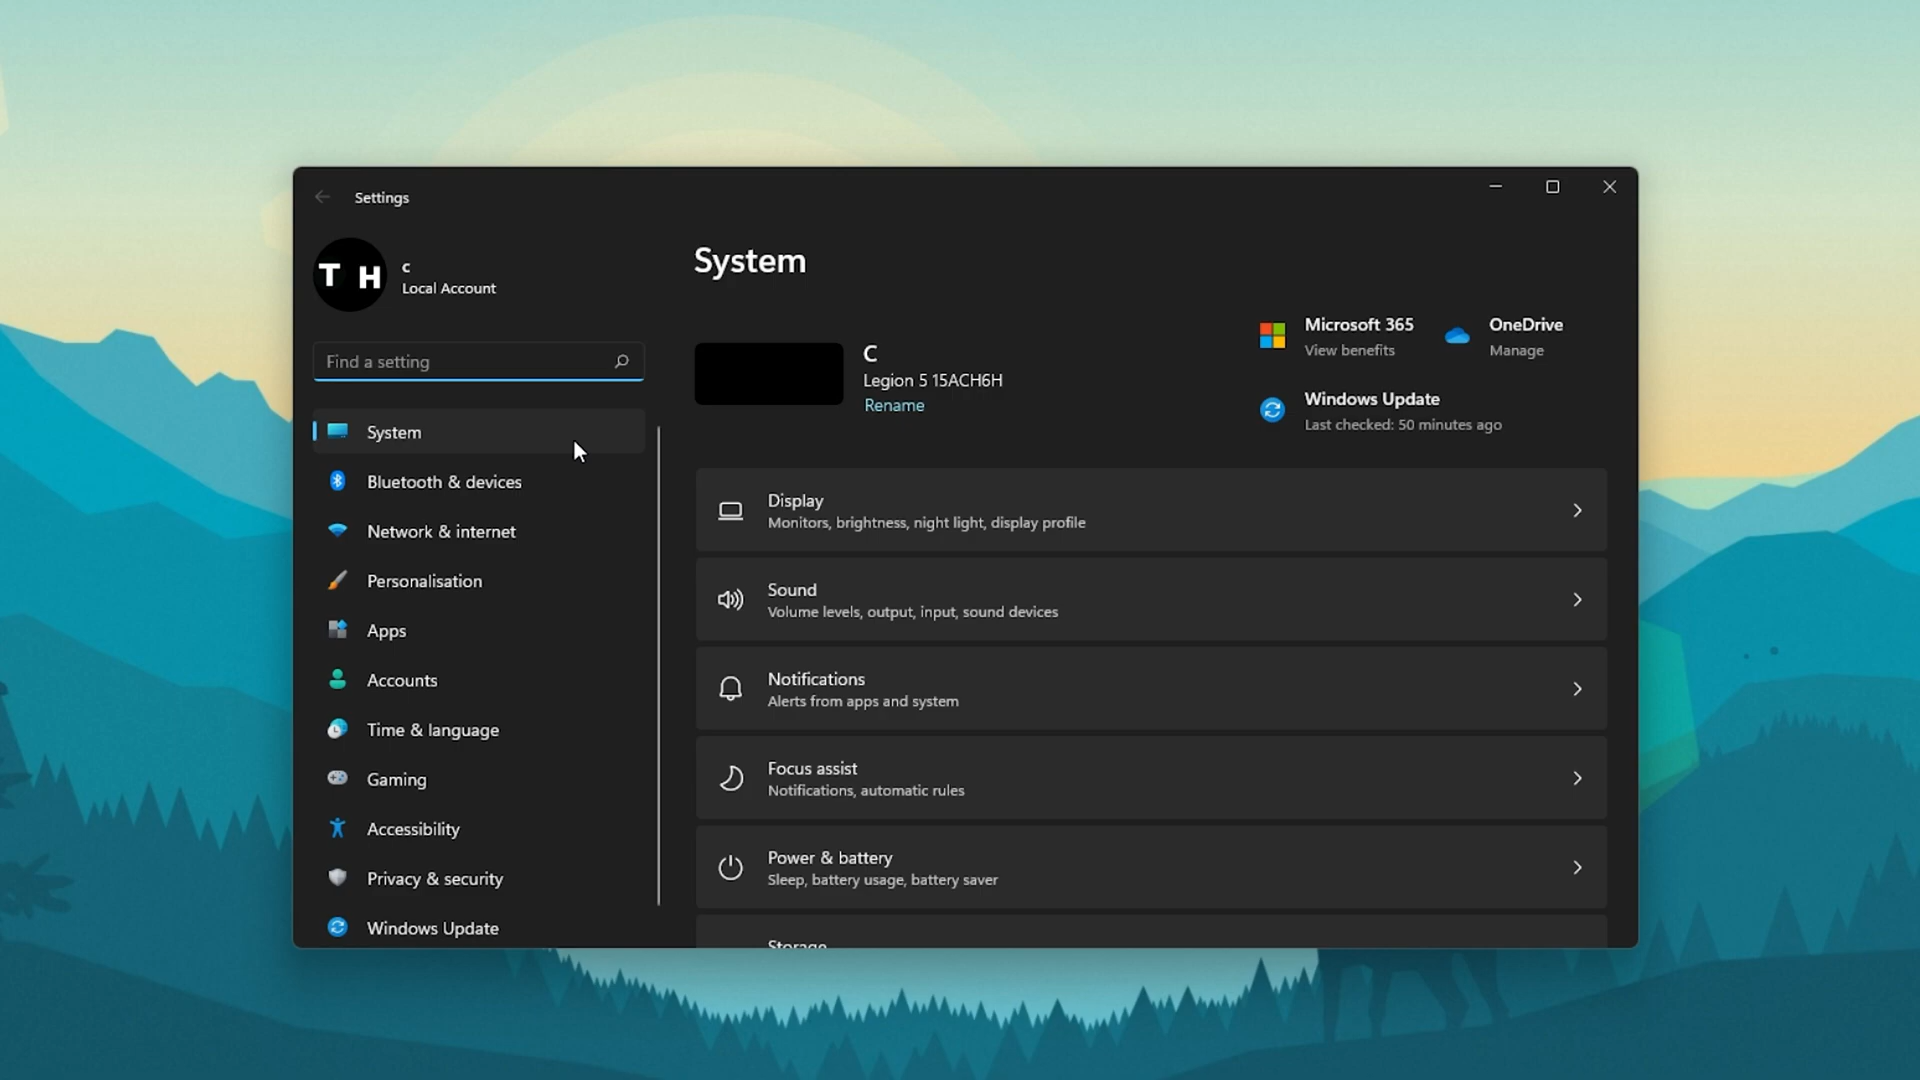 Settings
T H
c
Local Account
Find a setting
System
Bluetooth & devices
Network & internet
Personalisation
Apps
Accounts
Time & language
Gaming
Accessibility
Privacy & security
Windows Update
System
C
Legion 5 15ACH6H
Rename
Microsoft 365
View benefits
OneDrive
Manage
Windows Update
Last checked: 50 minutes ago
Display
Monitors, brightness, night light, display profile
Sound
Volume levels, output, input, sound devices
Notifications
Alerts from apps and system
Focus assist
Notifications, automatic rules
Power & battery
Sleep, battery usage, battery saver
Storage